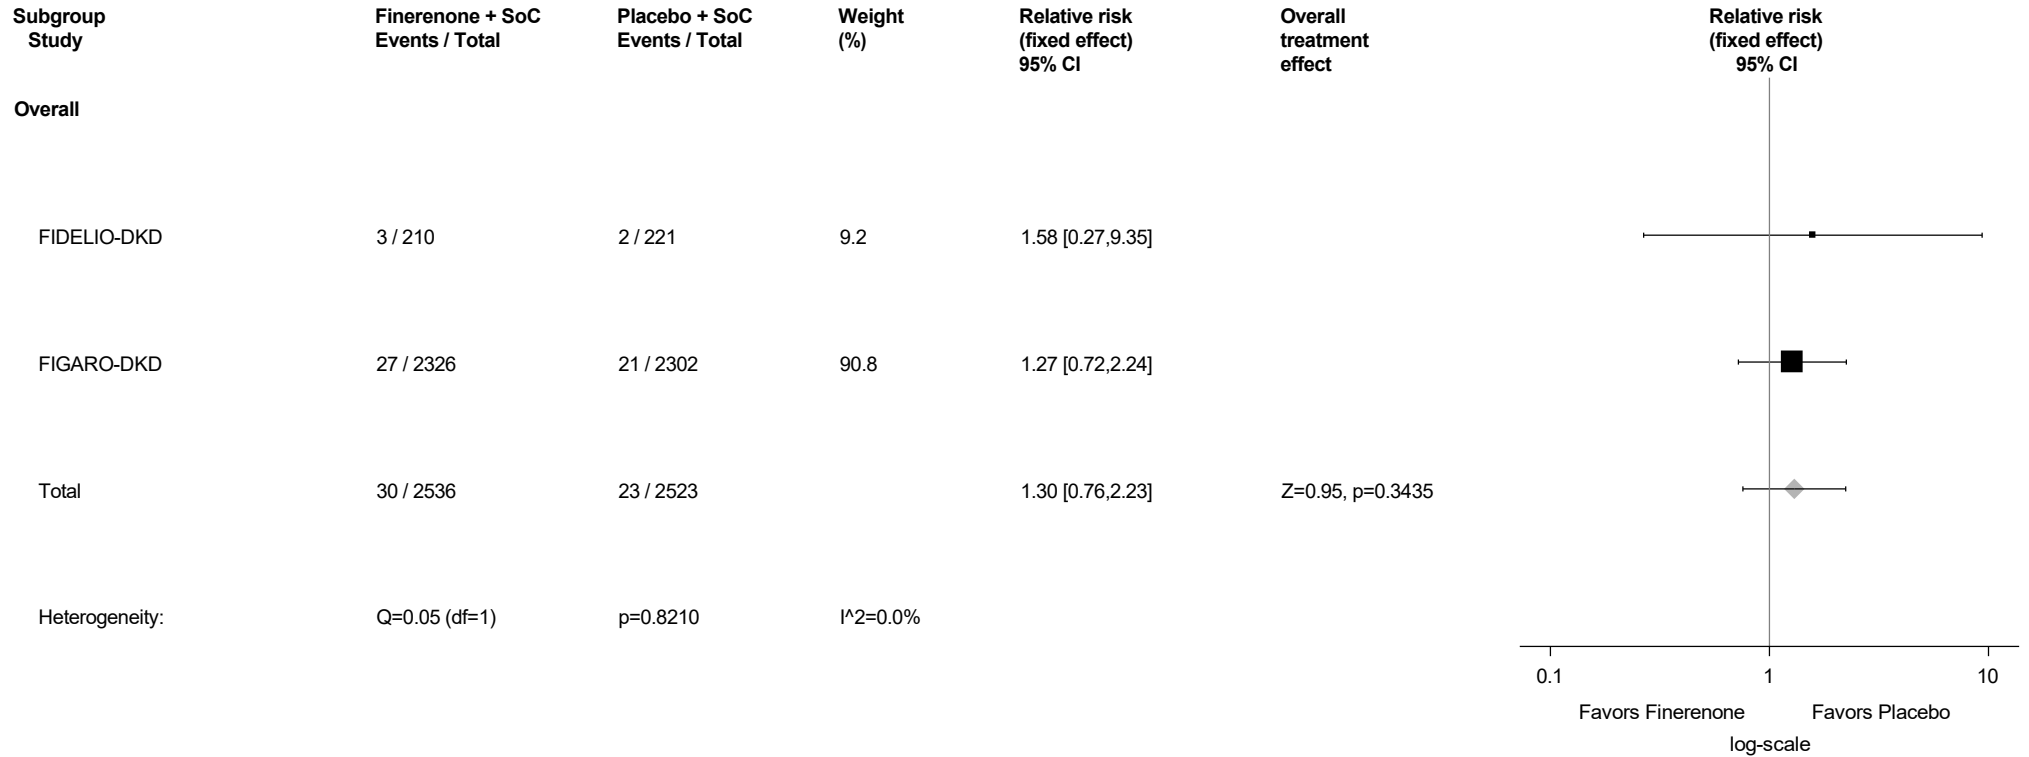 Subgroup Finerenone + SoC Placebo + SoC Weight Relative risk Overall Relative risk
Study Events / Total Events / Total (%) (fixed effect) treatment (fixed effect)
95% CI effect 95% CI
Overall
FIDELIO-DKD 3 / 210 2 / 221 9.2 1.58 [0.27,9.35]
FIGARO-DKD 27 / 2326 21 / 2302 90.8 1.27 [0.72,2.24]
Total 30 / 2536 23 / 2523 1.30 [0.76,2.23] Z=0.95, p=0.3435
Heterogeneity: Q=0.05 (df=1) p=0.8210 I^2=0.0%
0.1 1 10
Favors Finerenone Favors Placebo
log-scale